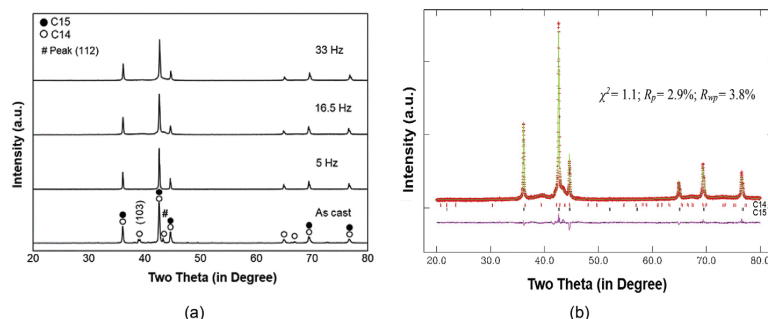 ● C15
○ C14
# Peak (112)
33 Hz
16.5 Hz
5 Hz
As cast
(103)
#
Intensity (a.u.)
20 30 40 50 60 70 80
Two Theta (in Degree)
(a)
χ²= 1.1; Rp= 2.9%; Rwp= 3.8%
Intensity (a.u.)
C14
C15
20.0 30.0 40.0 50.0 60.0 70.0 80.0
Two Theta (in Degree)
(b)